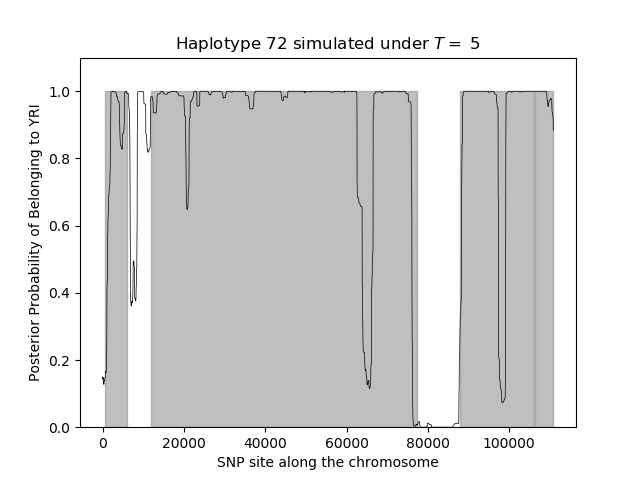 Haplotype 72 simulated under T = 5
Posterior Probability of Belonging to YRI
1.0
0.8
0.6
0.4
0.2
0.0
0 20000 40000 60000 80000 100000
SNP site along the chromosome